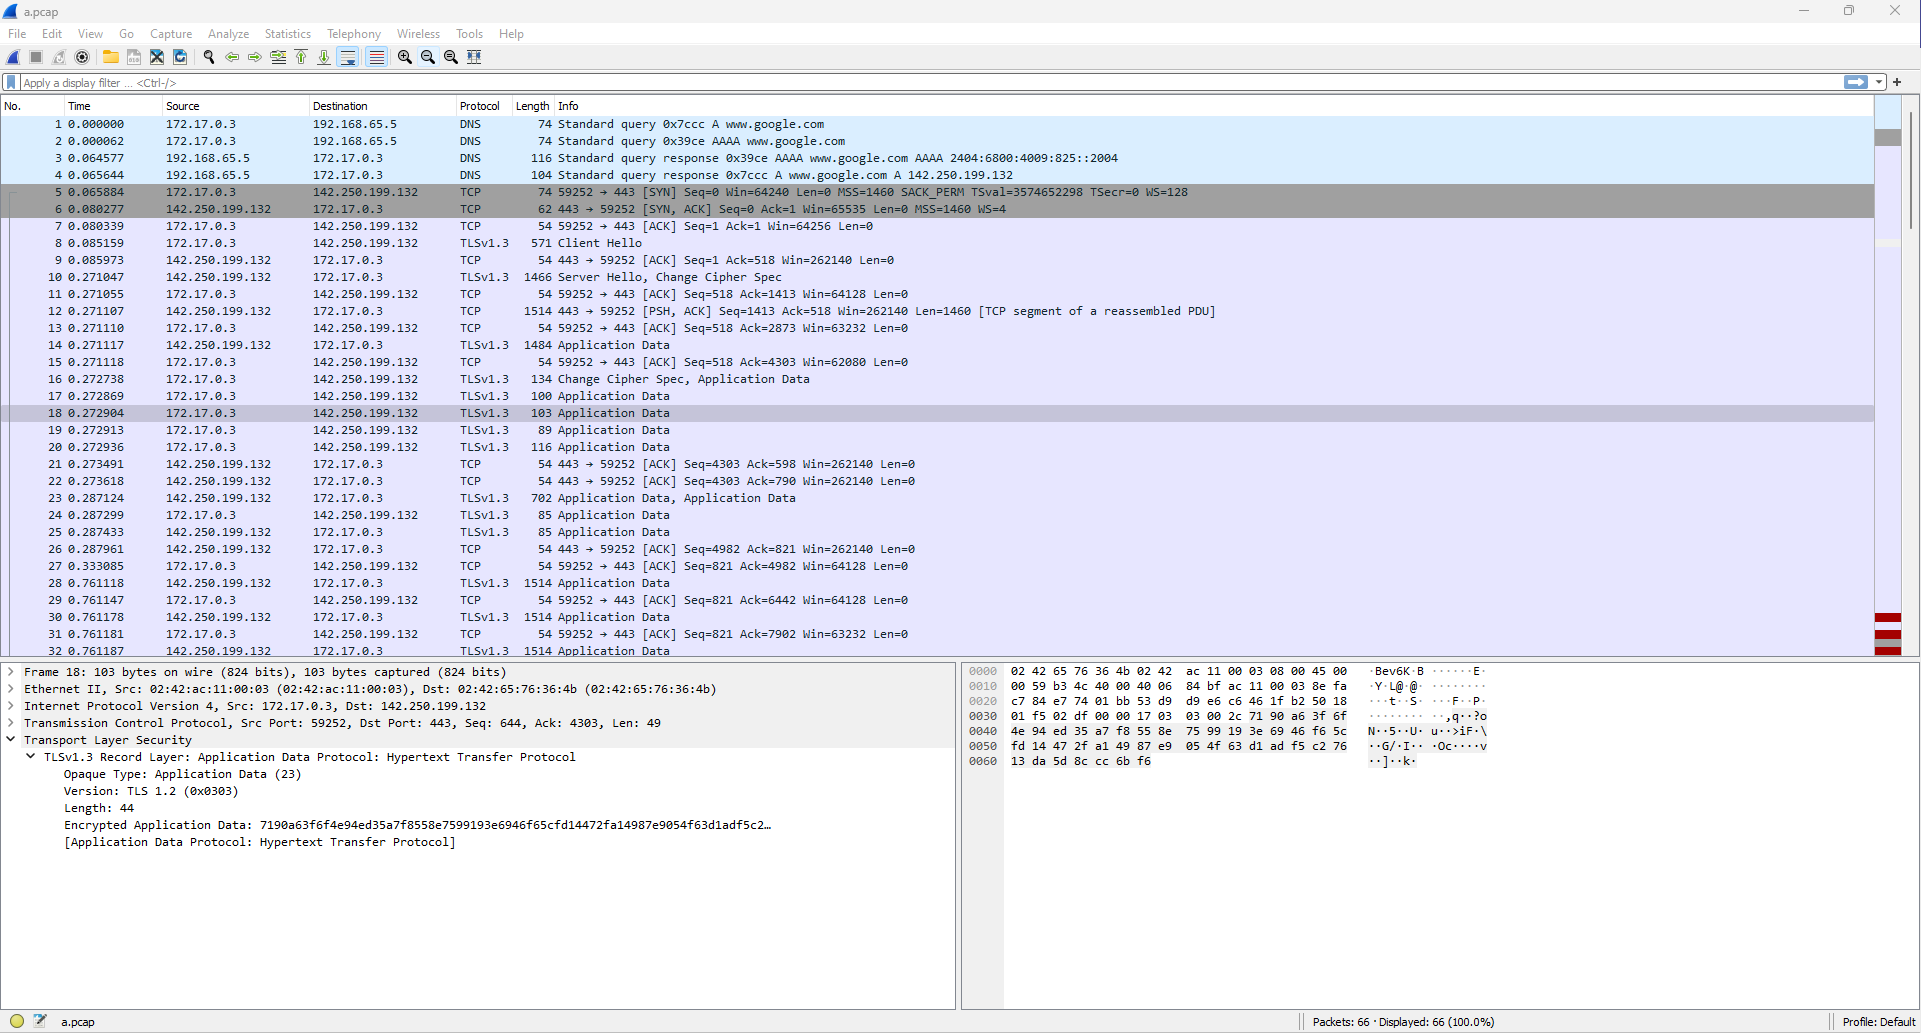 a.pcap
File Edit View Go Capture Analyze Statistics Telephony Wireless Tools Help
Apply a display filter ... <Ctrl-/>
No. Time Source Destination Protocol Length Info
1 0.000000 172.17.0.3 192.168.65.5 DNS 74 Standard query 0x7ccc A www.google.com
2 0.000062 172.17.0.3 192.168.65.5 DNS 74 Standard query 0x39ce AAAA www.google.com
3 0.064577 192.168.65.5 172.17.0.3 DNS 116 Standard query response 0x39ce AAAA www.google.com AAAA 2404:6800:4009:825::2004
4 0.065644 192.168.65.5 172.17.0.3 DNS 104 Standard query response 0x7ccc A www.google.com A 142.250.199.132
5 0.065884 172.17.0.3 142.250.199.132 TCP 74 59252 → 443 [SYN] Seq=0 Win=64240 Len=0 MSS=1460 SACK_PERM TSval=3574652298 TSecr=0 WS=128
6 0.080277 142.250.199.132 172.17.0.3 TCP 62 443 → 59252 [SYN, ACK] Seq=0 Ack=1 Win=65535 Len=0 MSS=1460 WS=4
7 0.080339 172.17.0.3 142.250.199.132 TCP 54 59252 → 443 [ACK] Seq=1 Ack=1 Win=64256 Len=0
8 0.085159 172.17.0.3 142.250.199.132 TLSv1.3 571 Client Hello
9 0.085973 142.250.199.132 172.17.0.3 TCP 54 443 → 59252 [ACK] Seq=1 Ack=518 Win=262140 Len=0
10 0.271047 142.250.199.132 172.17.0.3 TLSv1.3 1466 Server Hello, Change Cipher Spec
11 0.271055 172.17.0.3 142.250.199.132 TCP 54 59252 → 443 [ACK] Seq=518 Ack=1413 Win=64128 Len=0
12 0.271107 142.250.199.132 172.17.0.3 TCP 1514 443 → 59252 [PSH, ACK] Seq=1413 Ack=518 Win=262140 Len=1460 [TCP segment of a reassembled PDU]
13 0.271110 172.17.0.3 142.250.199.132 TCP 54 59252 → 443 [ACK] Seq=518 Ack=2873 Win=63232 Len=0
14 0.271117 142.250.199.132 172.17.0.3 TLSv1.3 1484 Application Data
15 0.271118 172.17.0.3 142.250.199.132 TCP 54 59252 → 443 [ACK] Seq=518 Ack=4303 Win=62080 Len=0
16 0.272738 172.17.0.3 142.250.199.132 TLSv1.3 134 Change Cipher Spec, Application Data
17 0.272869 172.17.0.3 142.250.199.132 TLSv1.3 100 Application Data
18 0.272904 172.17.0.3 142.250.199.132 TLSv1.3 103 Application Data
19 0.272913 172.17.0.3 142.250.199.132 TLSv1.3 89 Application Data
20 0.272936 172.17.0.3 142.250.199.132 TLSv1.3 116 Application Data
21 0.273491 142.250.199.132 172.17.0.3 TCP 54 443 → 59252 [ACK] Seq=4303 Ack=598 Win=262140 Len=0
22 0.273618 142.250.199.132 172.17.0.3 TCP 54 443 → 59252 [ACK] Seq=4303 Ack=790 Win=262140 Len=0
23 0.287124 142.250.199.132 172.17.0.3 TLSv1.3 702 Application Data, Application Data
24 0.287299 172.17.0.3 142.250.199.132 TLSv1.3 85 Application Data
25 0.287433 142.250.199.132 172.17.0.3 TLSv1.3 85 Application Data
26 0.287961 142.250.199.132 172.17.0.3 TCP 54 443 → 59252 [ACK] Seq=4982 Ack=821 Win=262140 Len=0
27 0.333085 172.17.0.3 142.250.199.132 TCP 54 59252 → 443 [ACK] Seq=821 Ack=4982 Win=64128 Len=0
28 0.761118 142.250.199.132 172.17.0.3 TLSv1.3 1514 Application Data
29 0.761147 172.17.0.3 142.250.199.132 TCP 54 59252 → 443 [ACK] Seq=821 Ack=6442 Win=64128 Len=0
30 0.761178 142.250.199.132 172.17.0.3 TLSv1.3 1514 Application Data
31 0.761181 172.17.0.3 142.250.199.132 TCP 54 59252 → 443 [ACK] Seq=821 Ack=7902 Win=63232 Len=0
32 0.761187 142.250.199.132 172.17.0.3 TLSv1.3 1514 Application Data
Frame 18: 103 bytes on wire (824 bits), 103 bytes captured (824 bits)
Ethernet II, Src: 02:42:ac:11:00:03 (02:42:ac:11:00:03), Dst: 02:42:65:76:36:4b (02:42:65:76:36:4b)
Internet Protocol Version 4, Src: 172.17.0.3, Dst: 142.250.199.132
Transmission Control Protocol, Src Port: 59252, Dst Port: 443, Seq: 644, Ack: 4303, Len: 49
Transport Layer Security
TLSv1.3 Record Layer: Application Data Protocol: Hypertext Transfer Protocol
Opaque Type: Application Data (23)
Version: TLS 1.2 (0x0303)
Length: 44
Encrypted Application Data: 7190a63f6f4e94ed35a7f8558e7599193e6946f65cfd14472fa14987e9054f63d1adf5c2…
[Application Data Protocol: Hypertext Transfer Protocol]
0000 02 42 65 76 36 4b 02 42 ac 11 00 03 08 00 45 00 ·Bev6K·B ······E·
0010 00 59 b3 4c 40 00 40 06 84 bf ac 11 00 03 8e fa ·Y·L@·@· ········
0020 c7 84 e7 74 01 bb 53 d9 d9 e6 c6 46 1f b2 50 18 ···t··S· ···F··P·
0030 01 f5 02 df 00 00 17 03 03 00 2c 71 90 a6 3f 6f ········ ··,q··?o
0040 4e 94 ed 35 a7 f8 55 8e 75 99 19 3e 69 46 f6 5c N··5··U· u··>iF·\
0050 fd 14 47 2f a1 49 87 e9 05 4f 63 d1 ad f5 c2 76 ··G/·I·· ·Oc····v
0060 13 da 5d 8c cc 6b f6 ··]··k·
a.pcap
Packets: 66 · Displayed: 66 (100.0%)
Profile: Default